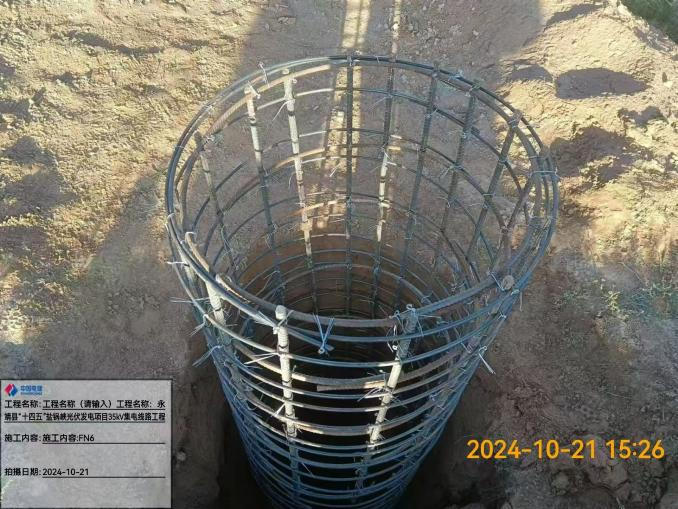 中国电建
工程名称: 工程名称（请输入）工程名称: 永
靖县"十四五"盐锅峡光伏发电项目35kV集电线路工程
施工内容: 施工内容:FN6
拍摄日期: 2024-10-21
2024-10-21 15:26